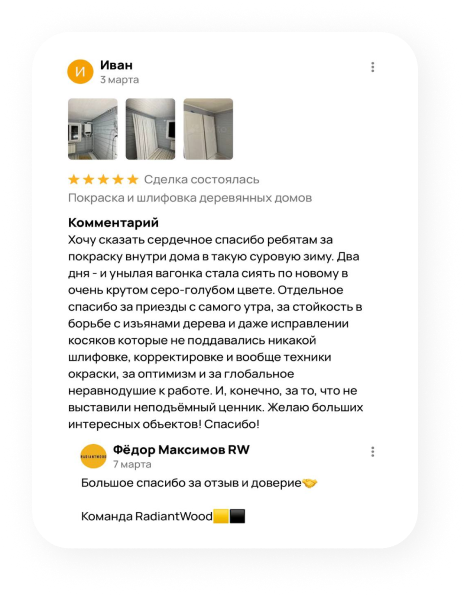 И
Иван
3 марта
Сделка состоялась
Покраска и шлифовка деревянных домов
Комментарий
Хочу сказать сердечное спасибо ребятам за
покраску внутри дома в такую суровую зиму. Два
дня - и унылая вагонка стала сиять по новому в
очень крутом серо-голубом цвете. Отдельное
спасибо за приезды с самого утра, за стойкость в
борьбе с изъянами дерева и даже исправлении
косяков которые не поддавались никакой
шлифовке, корректировке и вообще техники
окраски, за оптимизм и за глобальное
неравнодушие к работе. И, конечно, за то, что не
выставили неподъёмный ценник. Желаю больших
интересных объектов! Спасибо!
RADIANTWOOD
Фёдор Максимов RW
7 марта
Большое спасибо за отзыв и доверие🤝
Команда RadiantWood🟨⬛